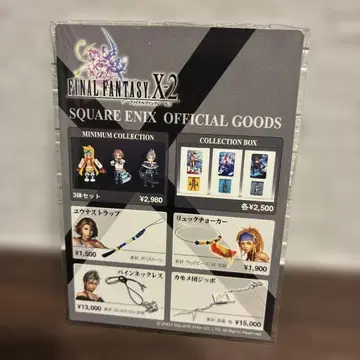 FINAL FANTASY X-2
ファイナルファンタジーX-2
SQUARE ENIX OFFICIAL GOODS
MINIMUM COLLECTION
COLLECTION BOX
3体セット ¥2,980
各¥2,500
ユウナストラップ
リュックチョーカー
¥1,500
¥1,900
パインネックレス
カモメ団ジッポ
¥13,000
¥15,000